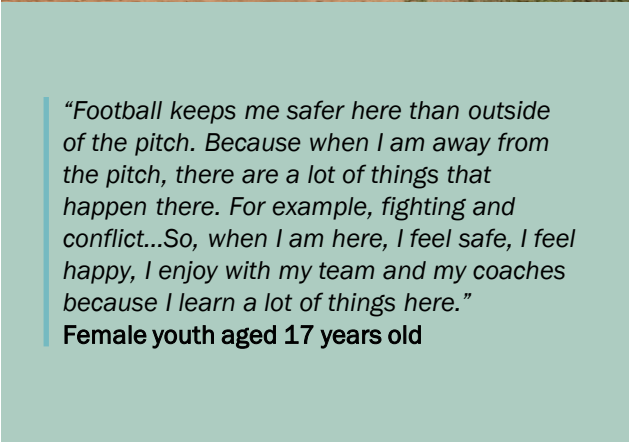 “Football keeps me safer here than outside
of the pitch. Because when I am away from
the pitch, there are a lot of things that
happen there. For example, fighting and
conflict...So, when I am here, I feel safe, I feel
happy, I enjoy with my team and my coaches
because I learn a lot of things here.”
Female youth aged 17 years old